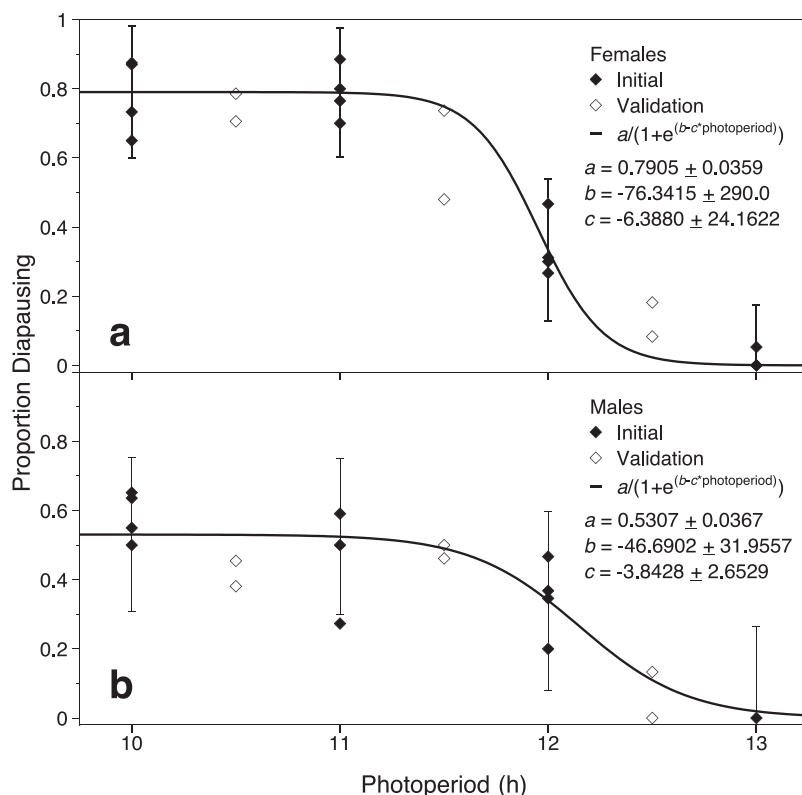 1
0.8
0.6
0.4
0.2
0
a
Females
Initial
Validation
a/(1+e^(b-c*photoperiod))
a = 0.7905 ± 0.0359
b = -76.3415 ± 290.0
c = -6.3880 ± 24.1622
Proportion Diapausing
0.8
0.6
0.4
0.2
0
b
Males
Initial
Validation
a/(1+e^(b-c*photoperiod))
a = 0.5307 ± 0.0367
b = -46.6902 ± 31.9557
c = -3.8428 ± 2.6529
10 11 12 13
Photoperiod (h)